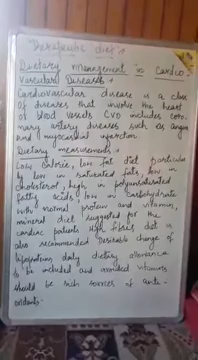 Therapeutic diet :-
Dietary management in Cardio
Vascular Diseases :-
Cardiovascular disease is a class
Of diseases that involve the heart
of blood vessels CVD includes coro-
nary artery diseases such as angina
and myocardial infarction
Dietary measurements :-
Low Calorie, low fat diet particular
ly low in saturated fats, low in
cholesterol, high in polyunsaturated
fatty acids, low in Carbohydrate
with normal protein and vitamin,
mineral diet suggested for the
cardiac patients High fibres diet is
also recommended Desirable change of
lipoproteins daily dietary allowance
to be included and avoided vitamins
should be rich sources of anti-
oxidants.